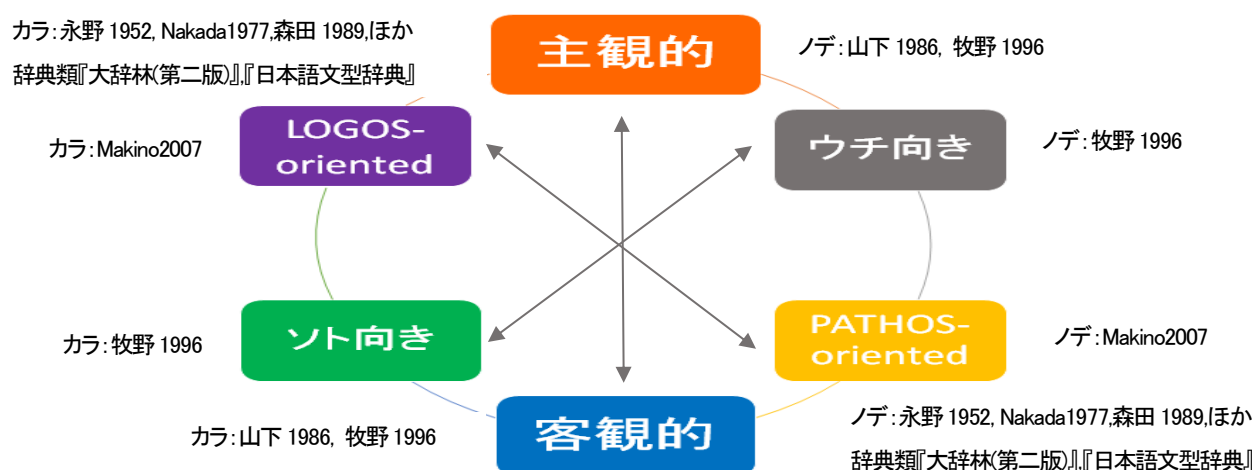 カラ:永野 1952, Nakada1977,森田 1989,ほか
辞典類『大辞林(第二版)』,『日本語文型辞典』
主観的
ノデ:山下 1986, 牧野 1996
LOGOS-
oriented
カラ:Makino2007
ウチ向き
ノデ:牧野 1996
ソト向き
カラ:牧野 1996
PATHOS-
oriented
ノデ:Makino2007
客観的
カラ:山下 1986, 牧野 1996
ノデ:永野 1952, Nakada1977,森田 1989,ほか
辞典類『大辞林(第二版)』,『日本語文型辞典』